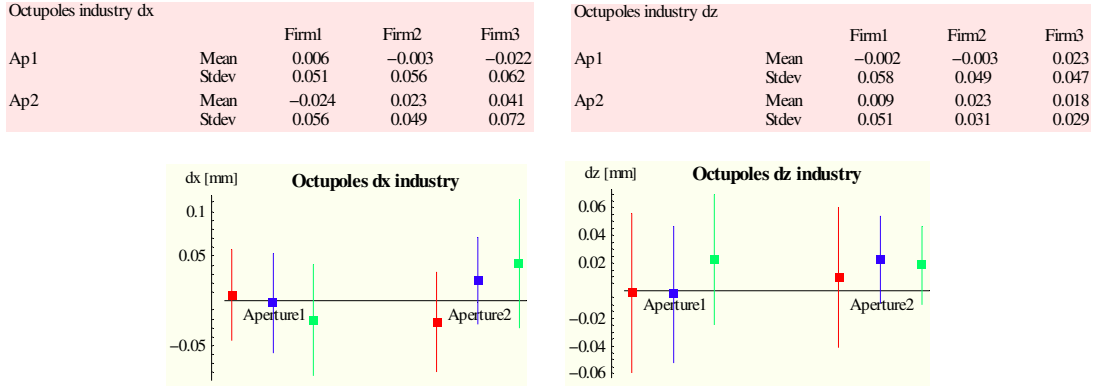 Octupoles industry dx
Firm1 Firm2 Firm3
Ap1 Mean 0.006 −0.003 −0.022
Stdev 0.051 0.056 0.062
Ap2 Mean −0.024 0.023 0.041
Stdev 0.056 0.049 0.072
Octupoles industry dz
Firm1 Firm2 Firm3
Ap1 Mean −0.002 −0.003 0.023
Stdev 0.058 0.049 0.047
Ap2 Mean 0.009 0.023 0.018
Stdev 0.051 0.031 0.029
dx [mm] Octupoles dx industry
0.1
0.05
Aperture1 Aperture2
−0.05
dz [mm] Octupoles dz industry
0.06
0.04
0.02
Aperture1 Aperture2
−0.02
−0.04
−0.06